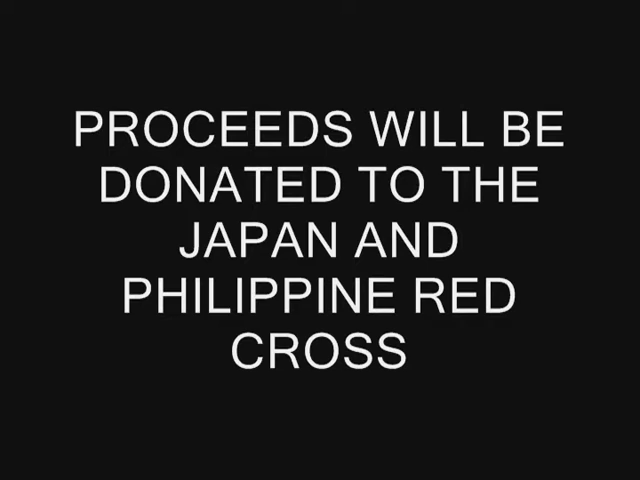 PROCEEDS WILL BE
DONATED TO THE
JAPAN AND
PHILIPPINE RED
CROSS